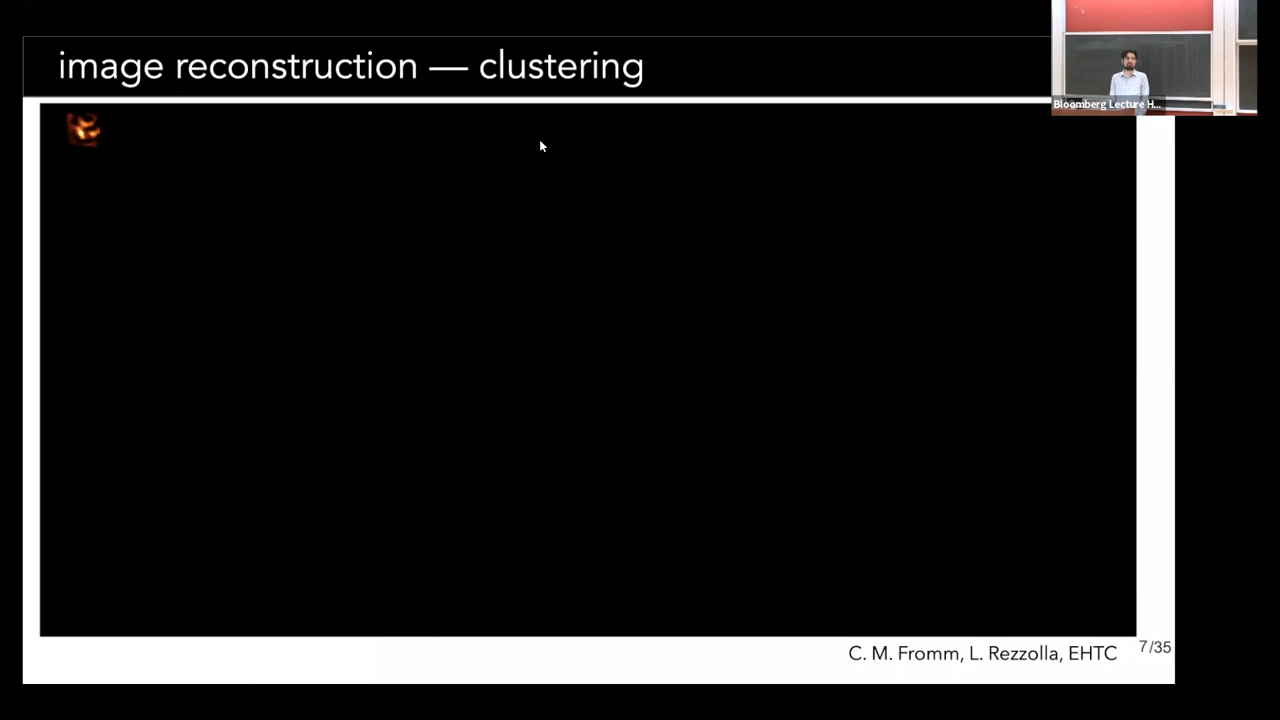 image reconstruction — clustering
Bloomberg Lecture H...
C. M. Fromm, L. Rezzolla, EHTC
7/35